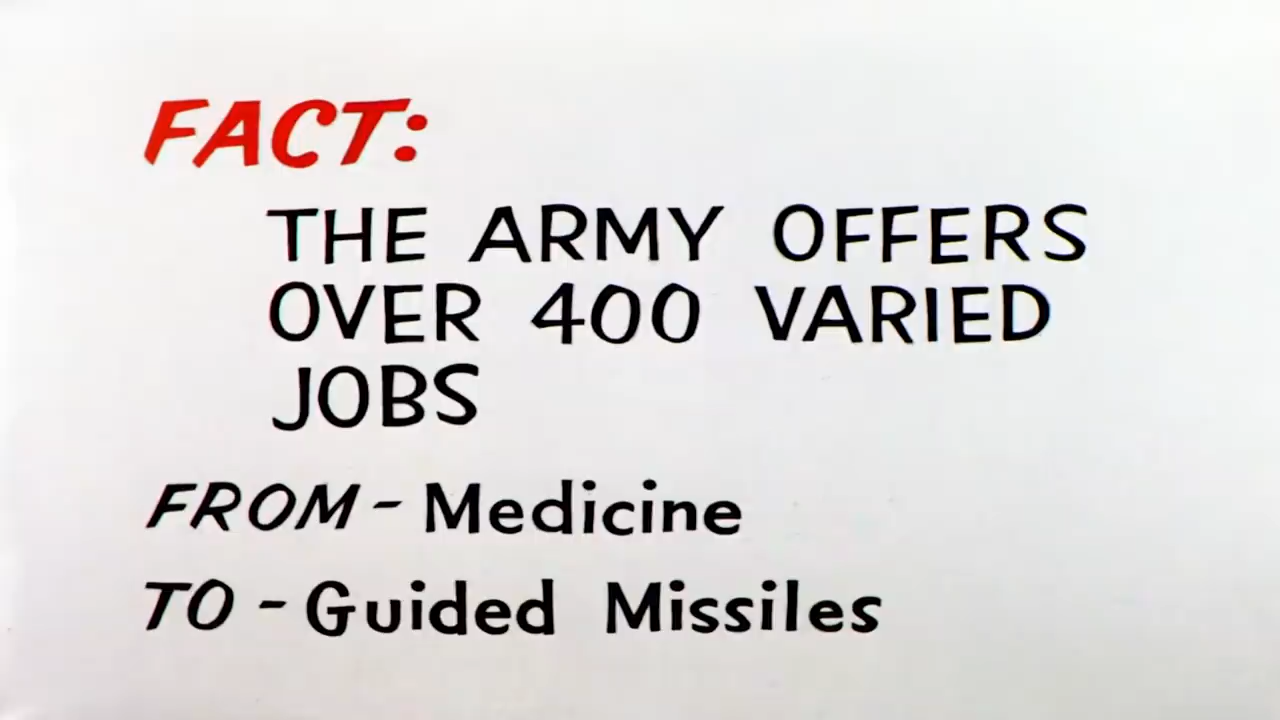 FACT:
THE ARMY OFFERS
OVER 400 VARIED
JOBS
FROM - Medicine
TO - Guided Missiles